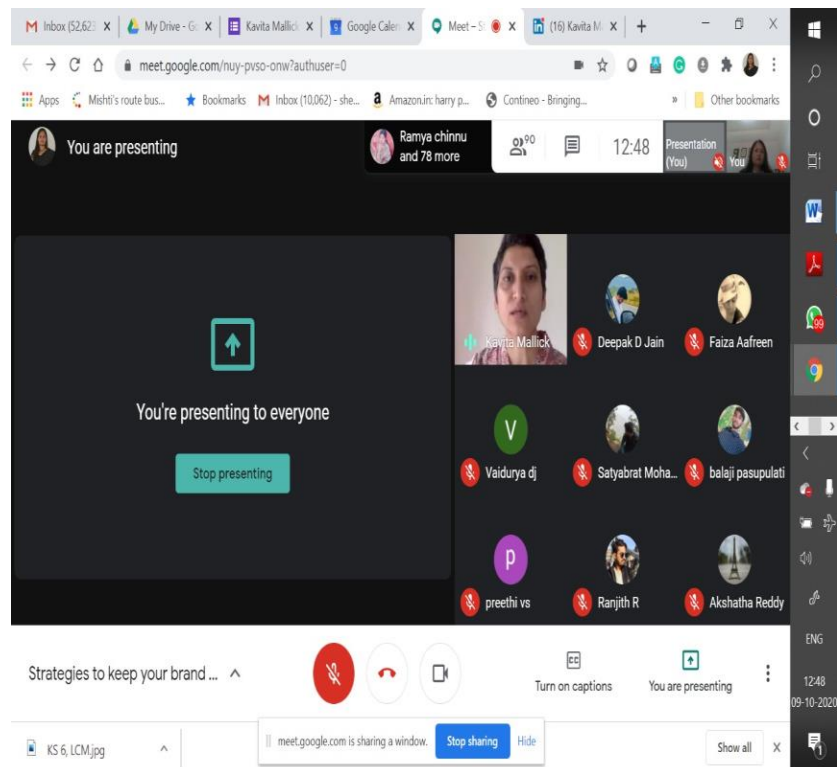 Inbox (52,623
My Drive - Go
Kavita Mallick
Google Calen
Meet – S
(16) Kavita M
meet.google.com/nuy-pvso-onw?authuser=0
Apps
Mishti's route bus...
Bookmarks
Inbox (10,062) - she...
Amazon.in: harry p...
Contineo - Bringing...
»
Other bookmarks
You are presenting
Ramya chinnu
and 78 more
90
12:48
Presentation
(You)
You
You're presenting to everyone
Stop presenting
Kavita Mallick
Deepak D Jain
Faiza Aafreen
V
Vaidurya dj
Satyabrat Moha...
balaji pasupulati
p
preethi vs
Ranjith R
Akshatha Reddy
Strategies to keep your brand ...
Turn on captions
You are presenting
KS 6, LCM.jpg
meet.google.com is sharing a window.
Stop sharing
Hide
Show all
99
ENG
12:48
09-10-2020
1